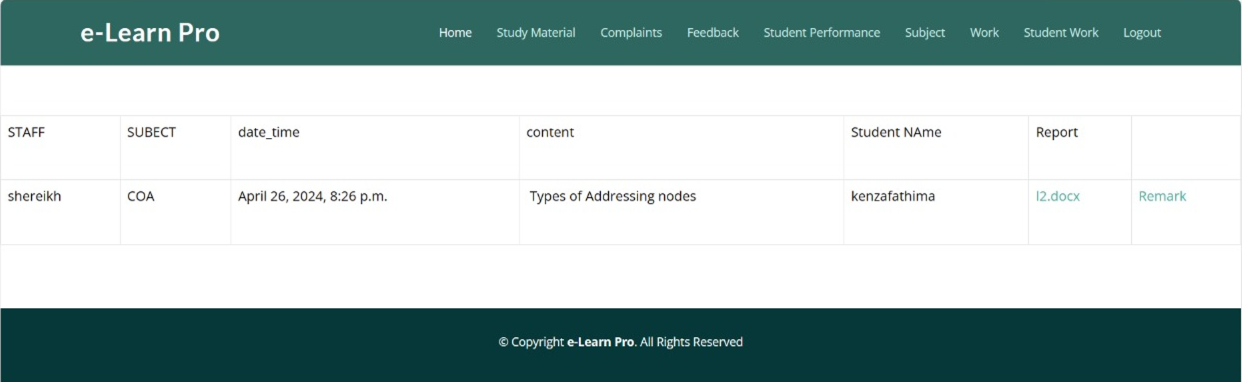 e-Learn Pro Home Study Material Complaints Feedback Student Performance Subject Work Student Work Logout
STAFF SUBECT date_time content Student NAme Report
shereikh COA April 26, 2024, 8:26 p.m. Types of Addressing nodes kenzafathima l2.docx Remark
© Copyright e-Learn Pro. All Rights Reserved